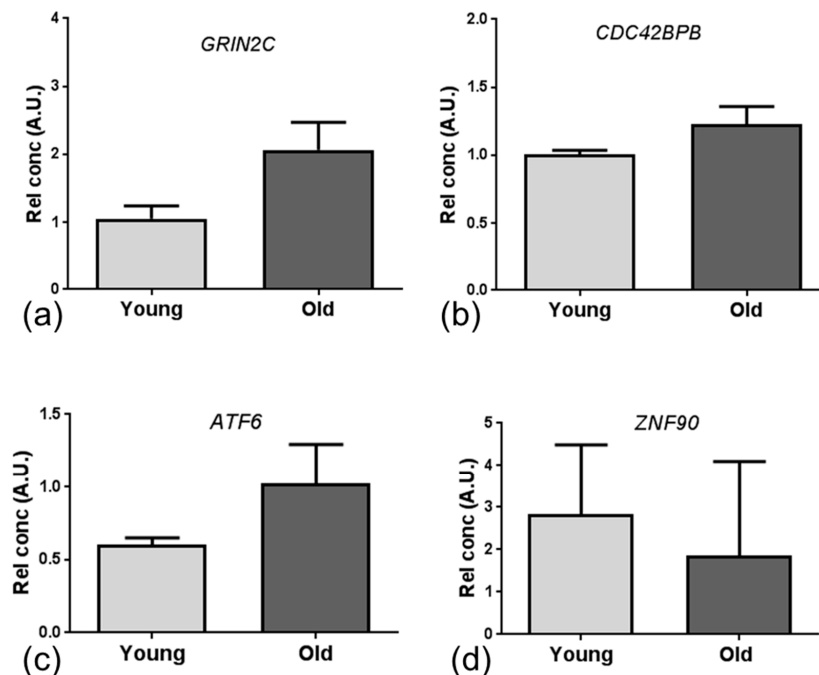 GRIN2C
Rel conc (A.U.)
4
3
2
1
0
Young Old
(a)
CDC42BPB
Rel conc (A.U.)
2.0
1.5
1.0
0.5
0.0
Young Old
(b)
ATF6
Rel conc (A.U.)
1.5
1.0
0.5
0.0
Young Old
(c)
ZNF90
Rel conc (A.U.)
5
4
3
2
1
0
Young Old
(d)